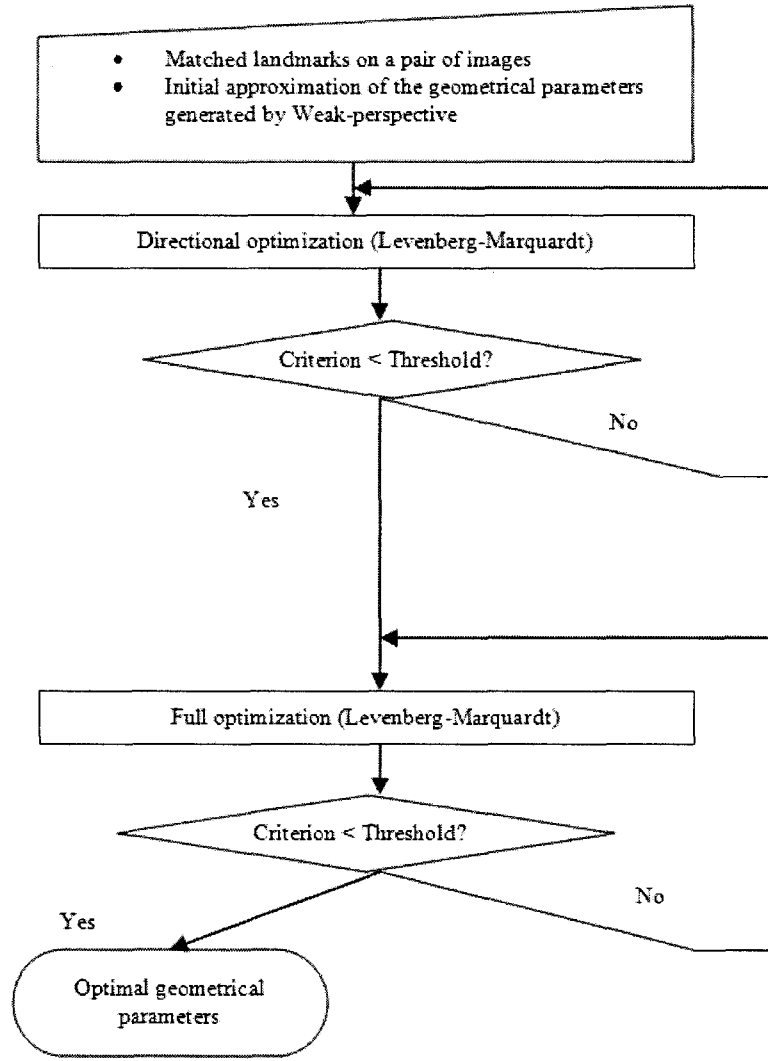 • Matched landmarks on a pair of images
• Initial approximation of the geometrical parameters
generated by Weak-perspective
Directional optimization (Levenberg-Marquardt)
Criterion < Threshold?
No
Yes
Full optimization (Levenberg-Marquardt)
Criterion < Threshold?
No
Yes
Optimal geometrical
parameters